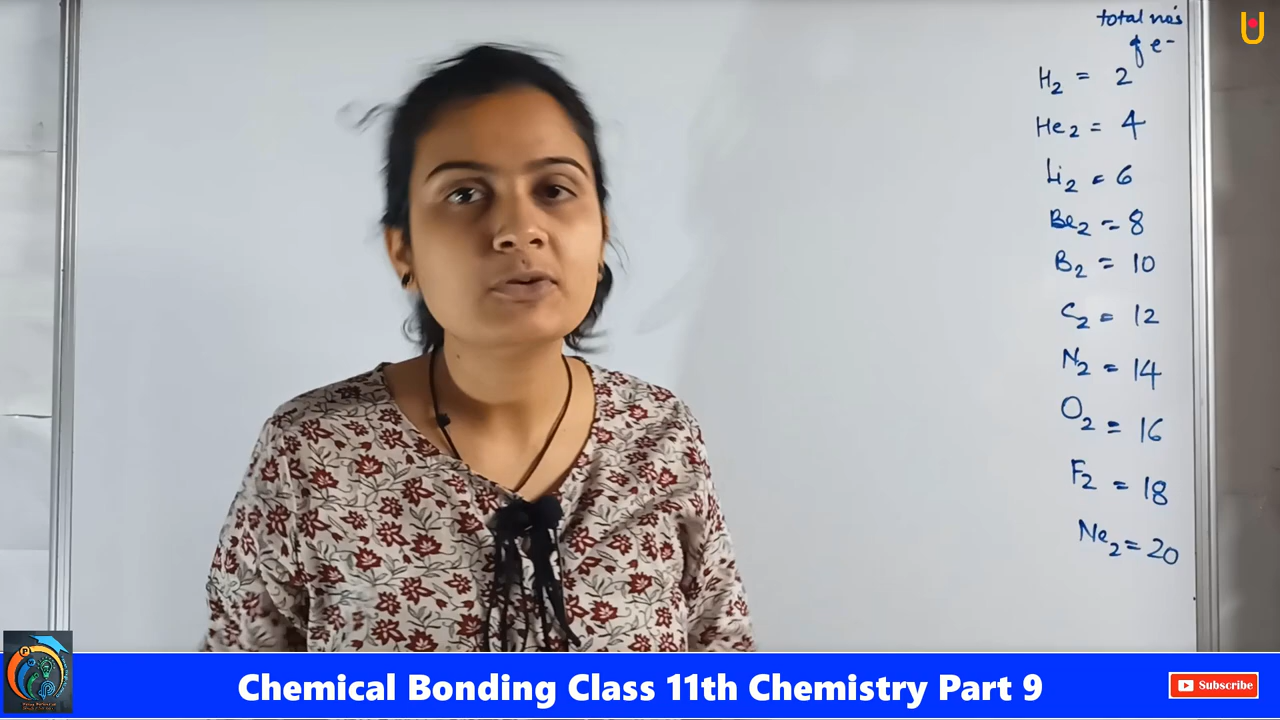 total no's
of e-
H2 = 2
He2 = 4
Li2 = 6
Be2 = 8
B2 = 10
C2 = 12
N2 = 14
O2 = 16
F2 = 18
Ne2 = 20
Chemical Bonding Class 11th Chemistry Part 9
Subscribe